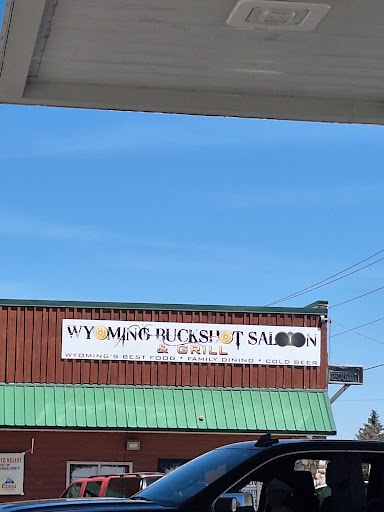 WYOMING BUCKSHOT SALOON
& GRILL
WYOMING'S BEST FOOD * FAMILY DINING * COLD BEER